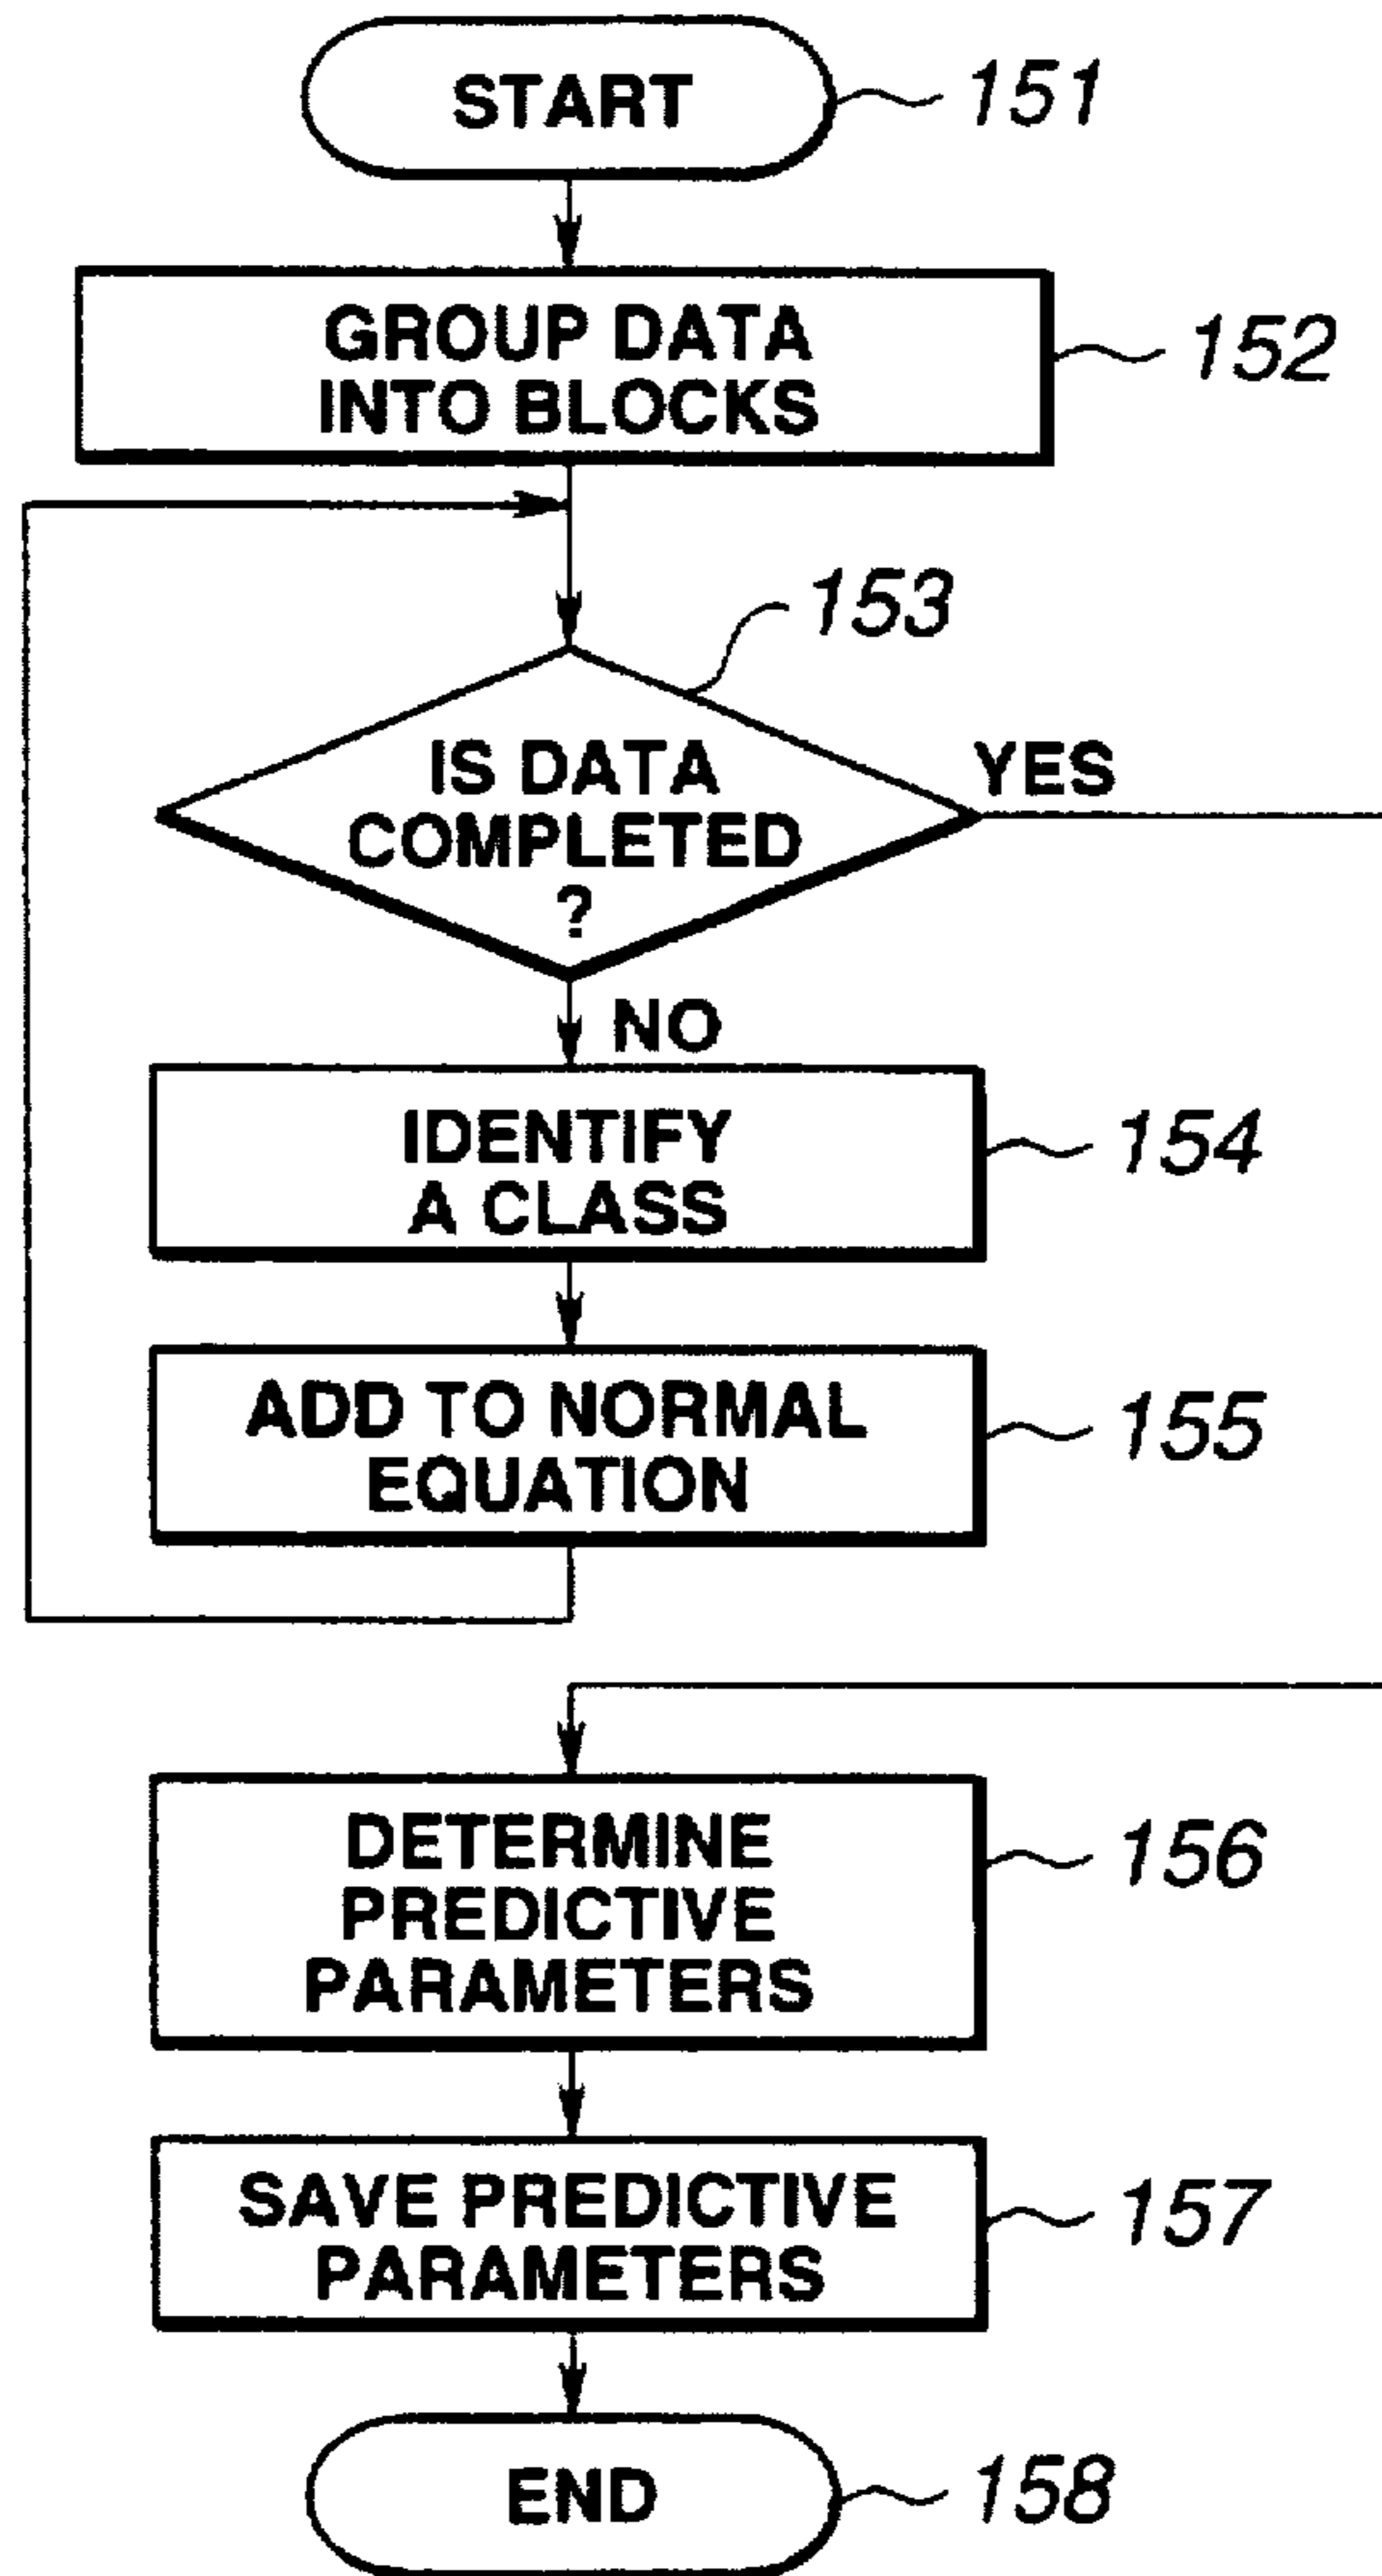 START
151
GROUP DATA
INTO BLOCKS
152
153
IS DATA
COMPLETED
?
YES
NO
IDENTIFY
A CLASS
154
ADD TO NORMAL
EQUATION
155
DETERMINE
PREDICTIVE
PARAMETERS
156
SAVE PREDICTIVE
PARAMETERS
157
END
158